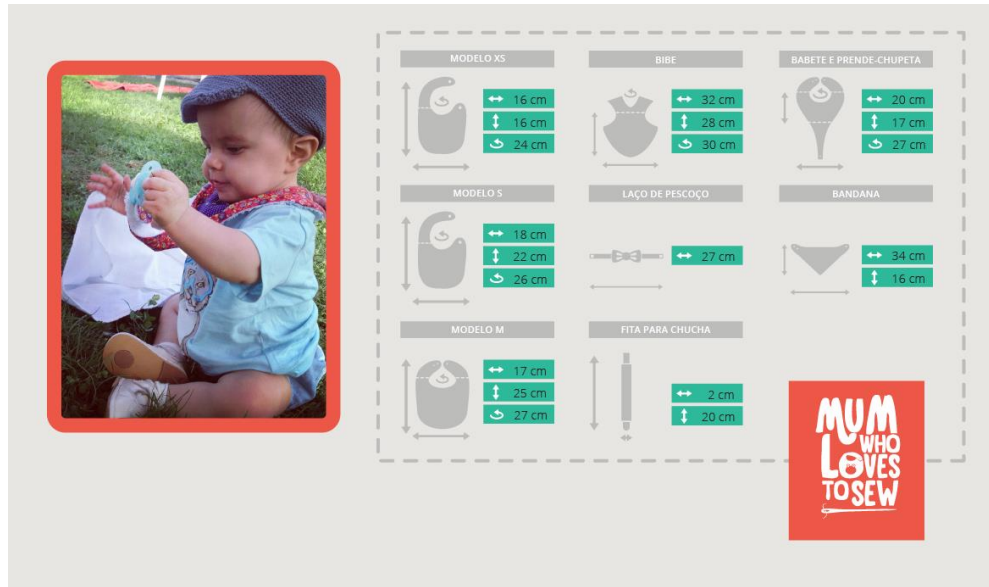 MODELO XS
16 cm
16 cm
24 cm
BIBE
32 cm
28 cm
30 cm
BABETE E PRENDE-CHUPETA
20 cm
17 cm
27 cm
MODELO S
18 cm
22 cm
26 cm
LAÇO DE PESCOÇO
27 cm
BANDANA
34 cm
16 cm
MODELO M
17 cm
25 cm
27 cm
FITA PARA CHUCHA
2 cm
20 cm
MUM
WHO
LOVES
TO SEW